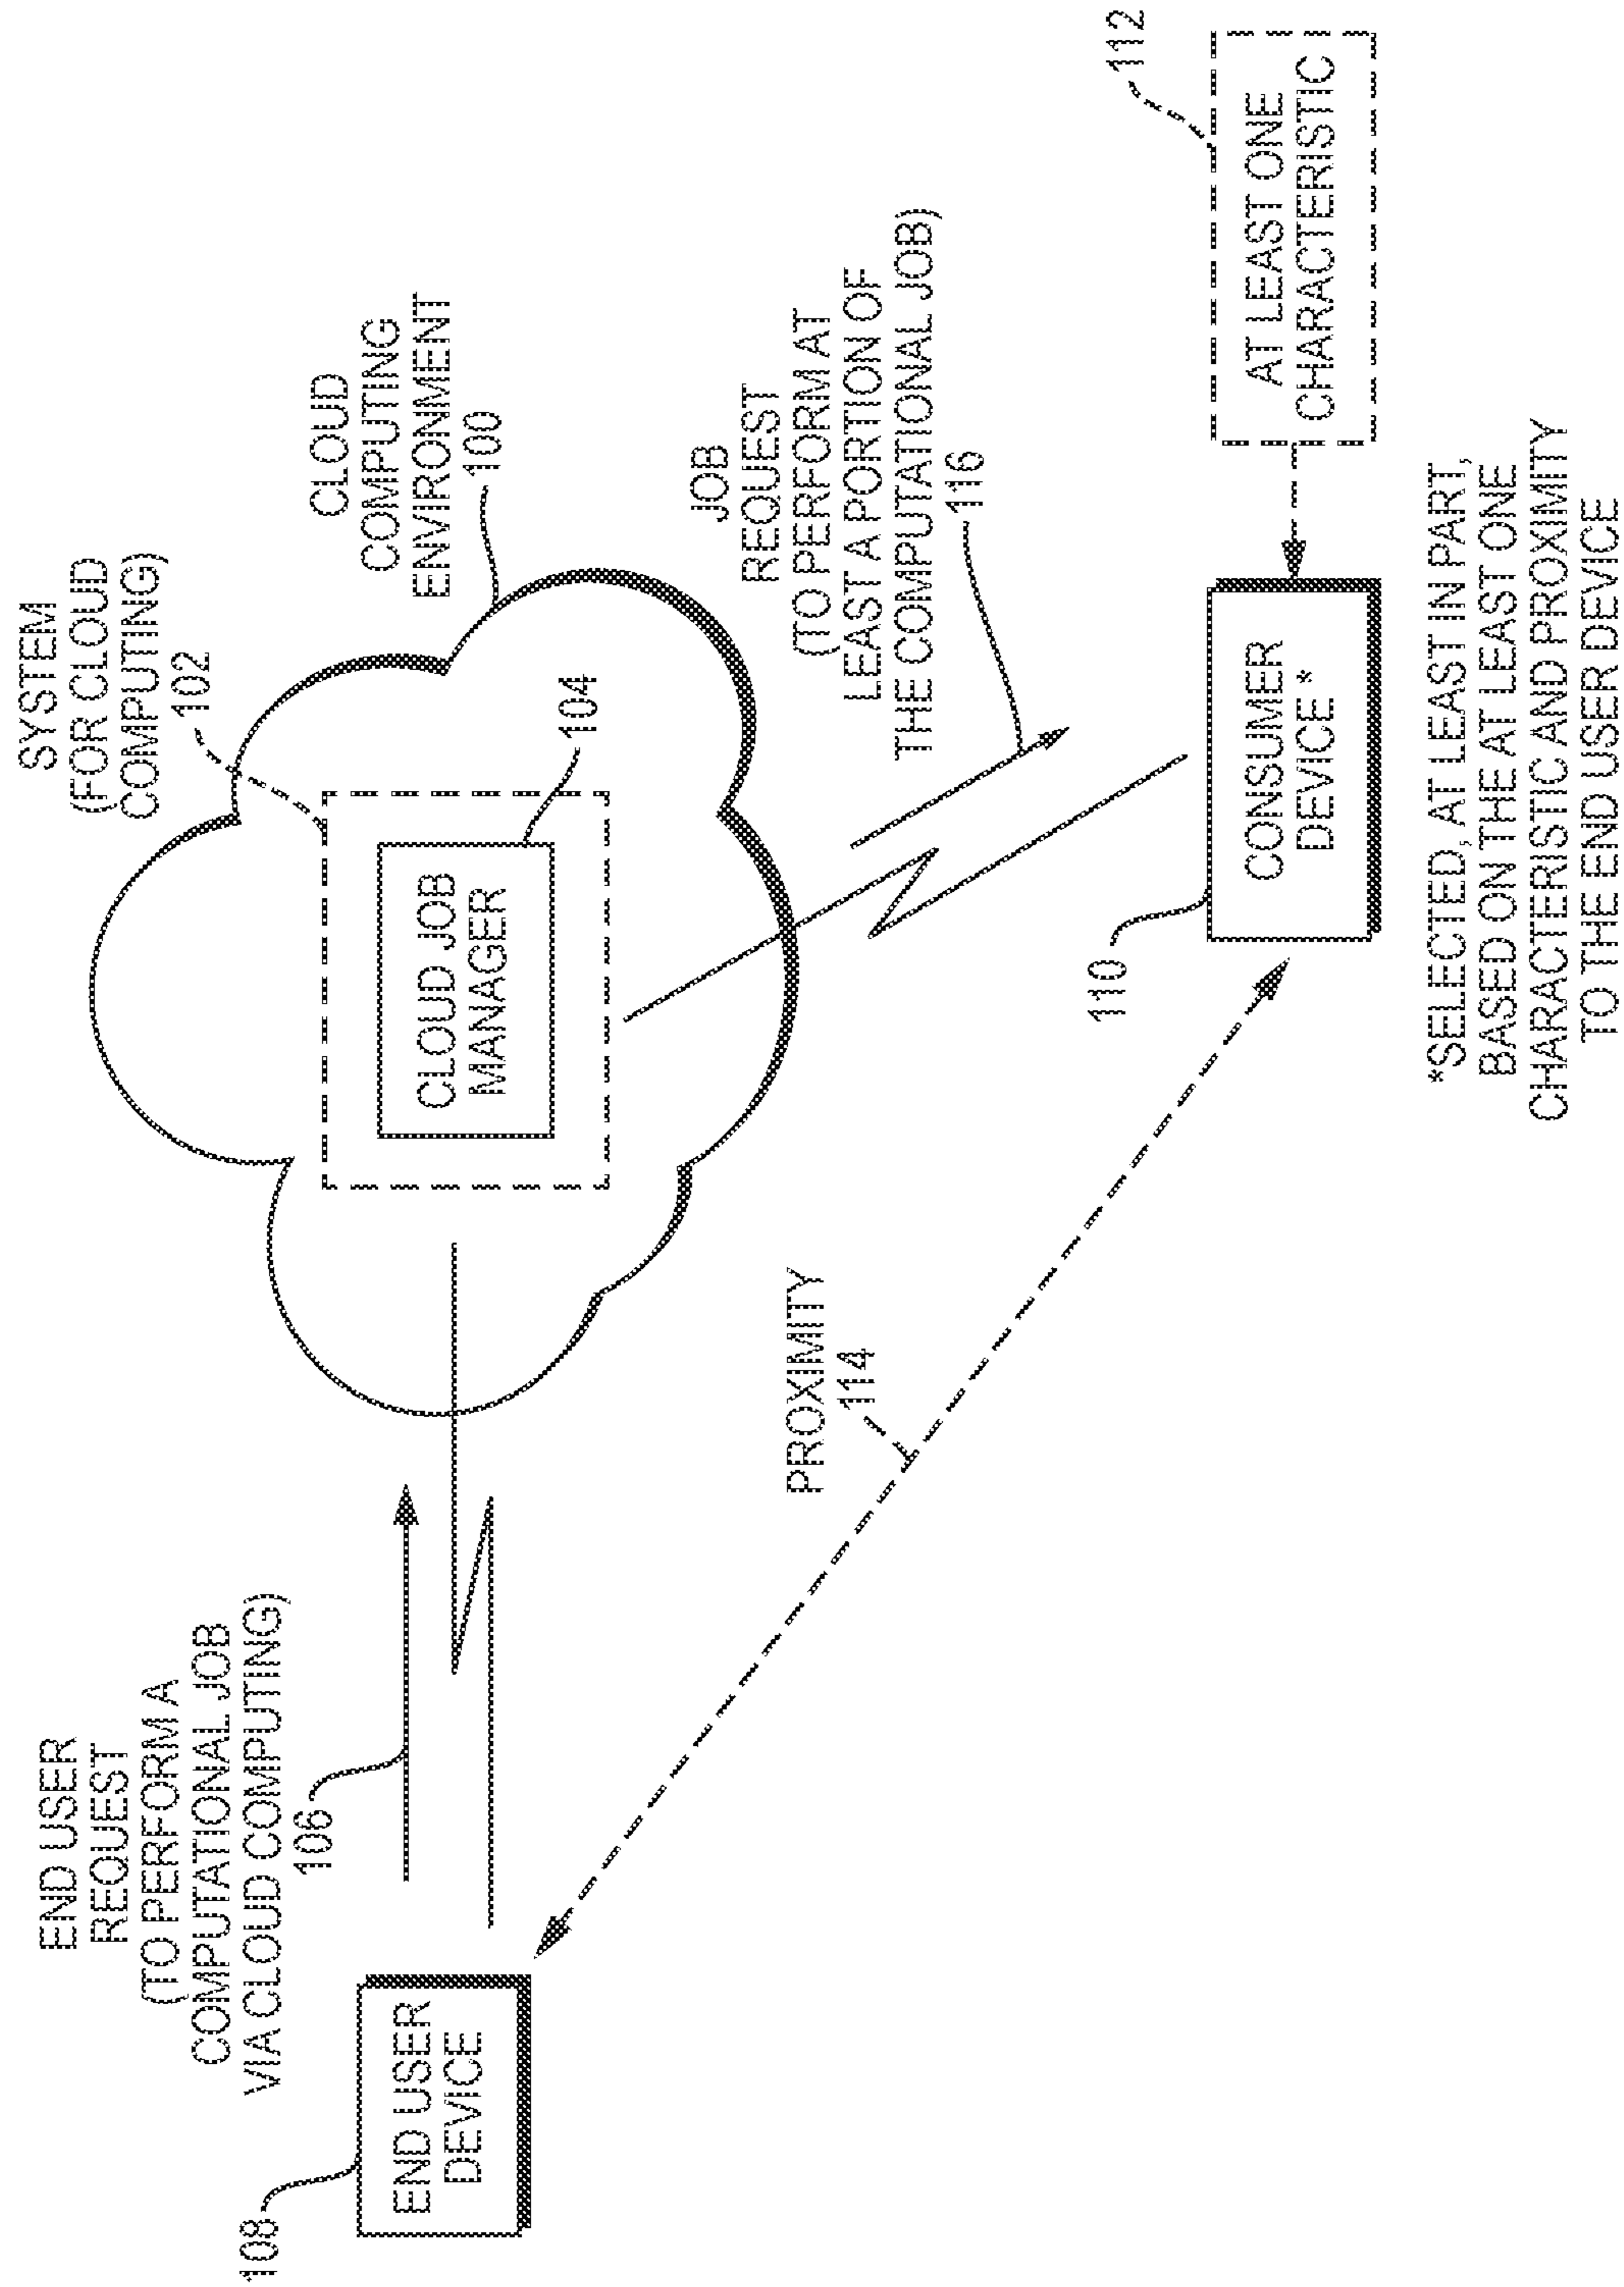 SYSTEM
(FOR CLOUD
COMPUTING)
102
CLOUD
COMPUTING
ENVIRONMENT
100
END USER
REQUEST
(TO PERFORM A
COMPUTATIONAL JOB
VIA CLOUD COMPUTING)
106
CLOUD JOB
MANAGER
104
108
END USER
DEVICE
JOB
REQUEST
(TO PERFORM AT
LEAST A PORTION OF
THE COMPUTATIONAL JOB)
116
PROXIMITY
114
110
CONSUMER
DEVICE*
112
AT LEAST ONE
CHARACTERISTIC
*SELECTED, AT LEAST IN PART,
BASED ON THE AT LEAST ONE
CHARACTERISTIC AND PROXIMITY
TO THE END USER DEVICE